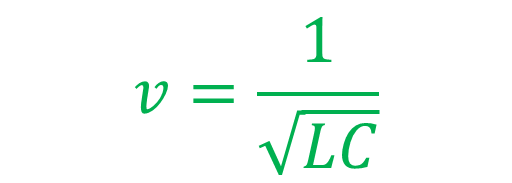 v = 1/√LC